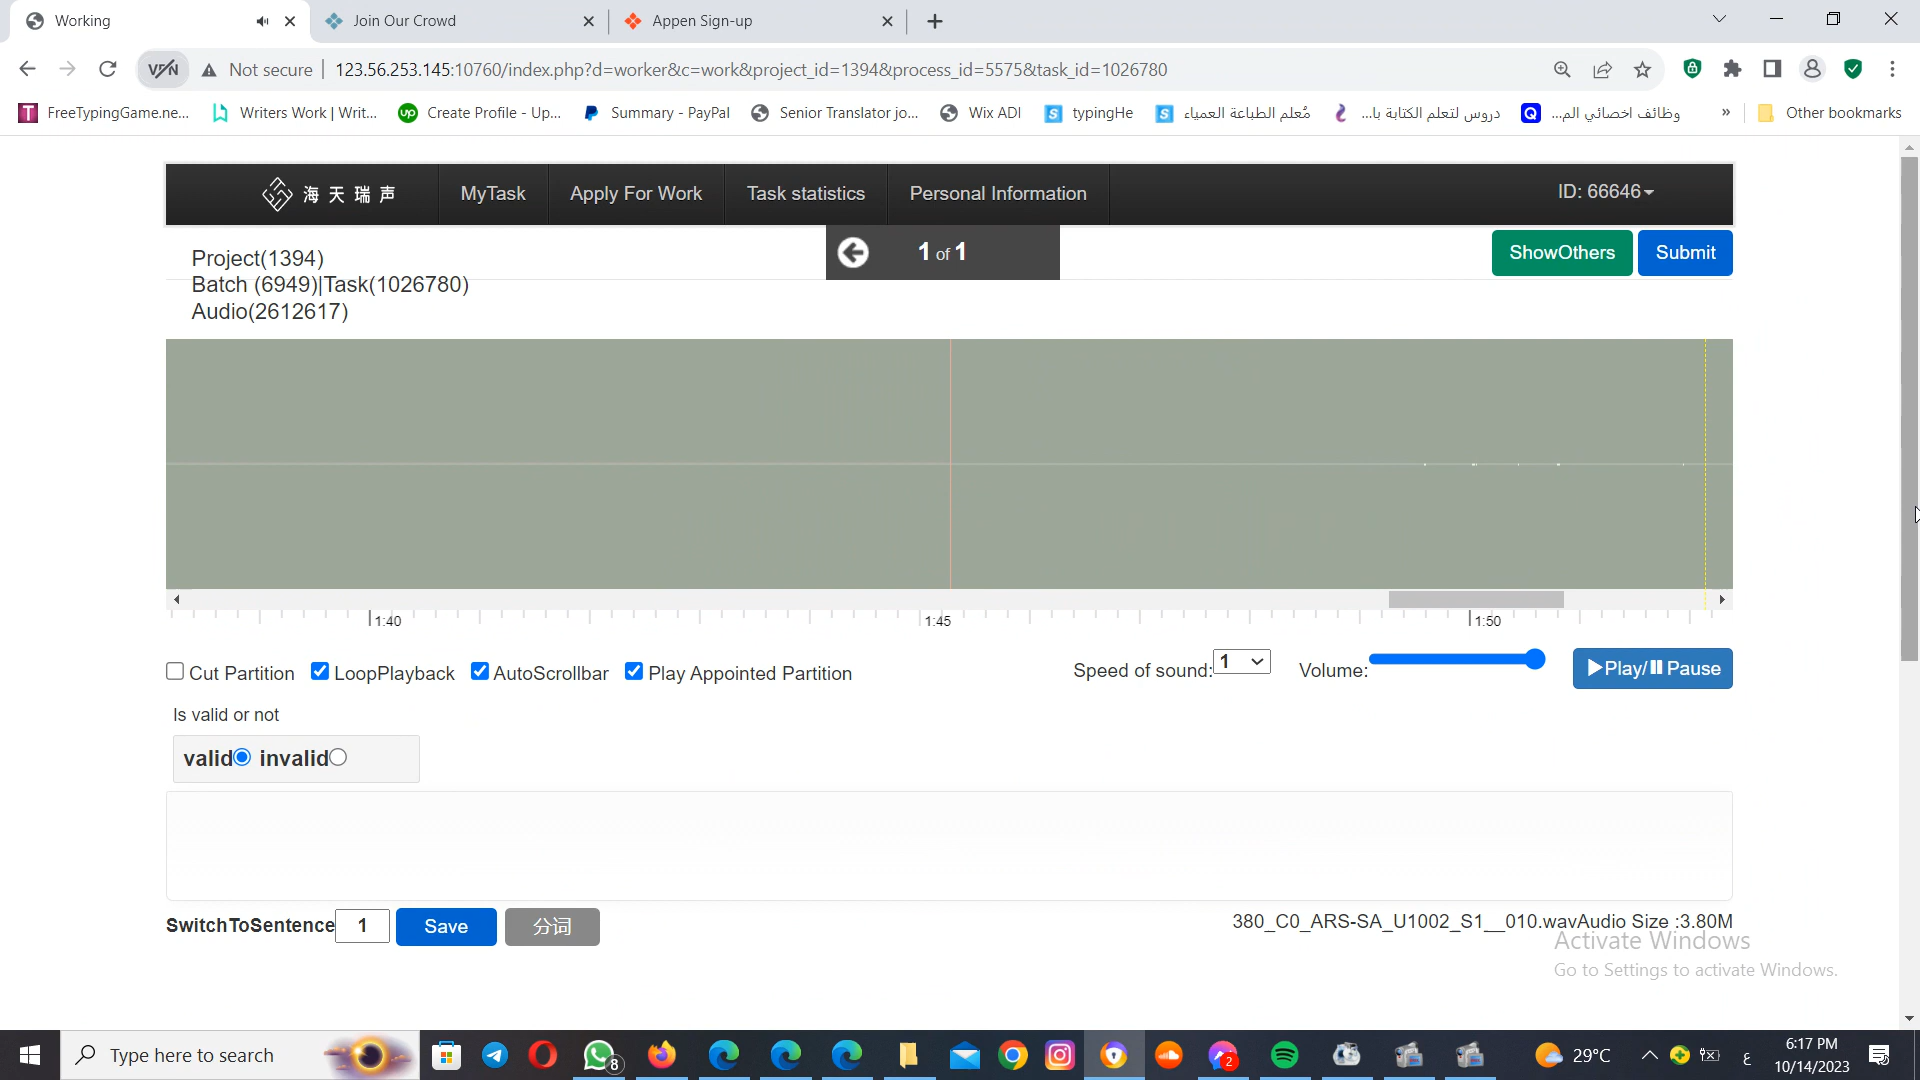 Working
Join Our Crowd
Appen Sign-up
VPN
Not secure
123.56.253.145:10760/index.php?d=worker&c=work&project_id=1394&process_id=5575&task_id=1026780
FreeTypingGame.ne...
Writers Work | Writ...
Create Profile - Up...
Summary - PayPal
Senior Translator jo...
Wix ADI
typingHe
مُعلم الطباعة العمياء
دروس لتعلم الكتابة با...
وظائف اخصائي الم...
»
Other bookmarks
海天瑞声
MyTask
Apply For Work
Task statistics
Personal Information
ID: 66646
Project(1394)
Batch (6949)|Task(1026780)
Audio(2612617)
1 of 1
ShowOthers
Submit
1:40
1:45
1:50
Cut Partition
LoopPlayback
AutoScrollbar
Play Appointed Partition
Speed of sound:
1
Volume:
Play/ Pause
Is valid or not
valid
invalid
SwitchToSentence
1
Save
分词
380_C0_ARS-SA_U1002_S1__010.wavAudio Size :3.80M
Activate Windows
Go to Settings to activate Windows.
Type here to search
8
2
29°C
ع
6:17 PM
10/14/2023